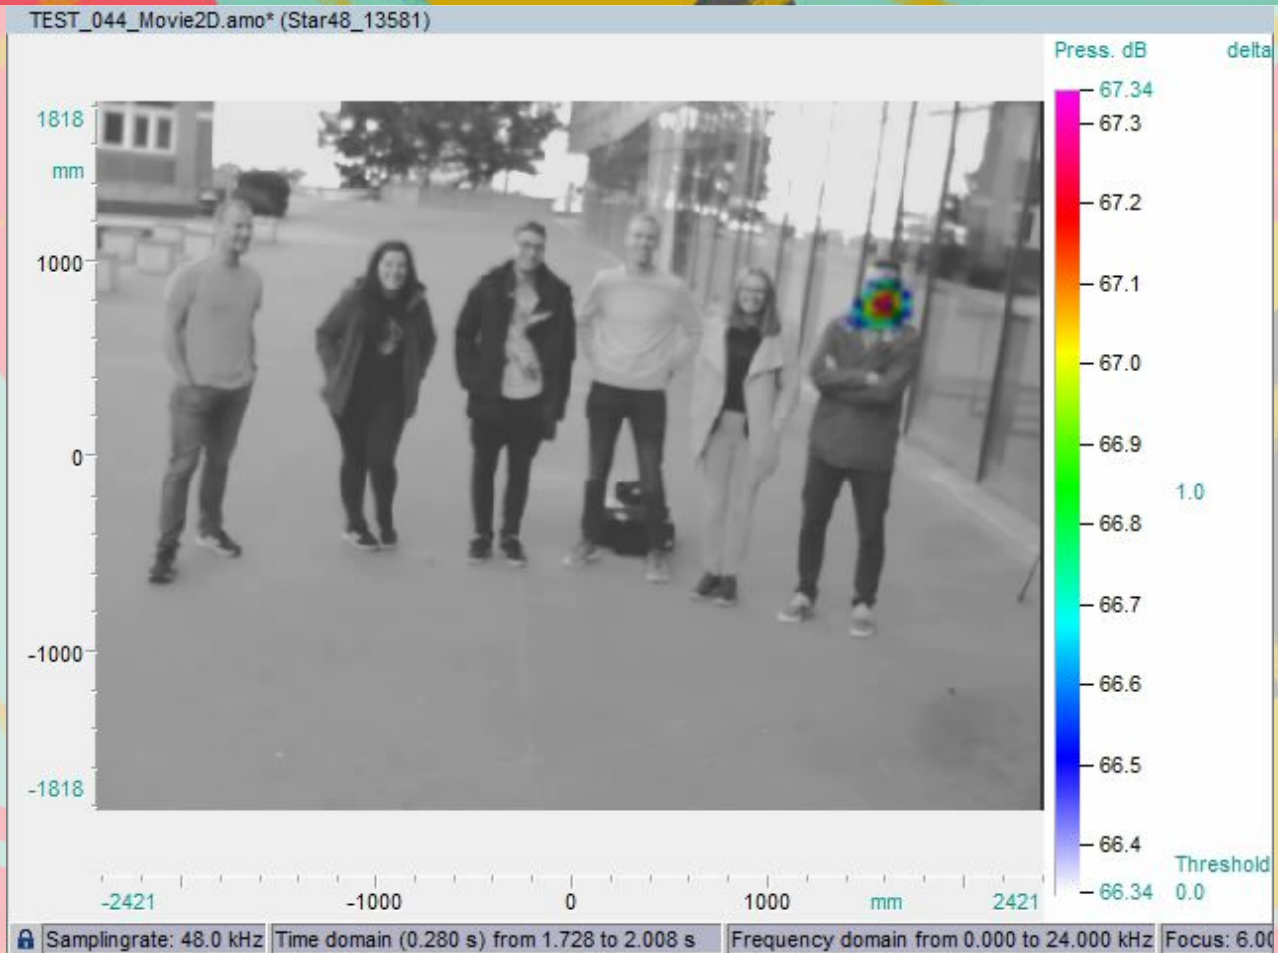 TEST_044_Movie2D.amo* (Star48_13581)
Press. dB
delta
67.34
67.3
67.2
67.1
67.0
66.9
66.8
66.7
66.6
66.5
66.4
66.34
1.0
Threshold
0.0
1818
mm
1000
0
-1000
-1818
-2421
-1000
0
1000
mm
2421
Samplingrate: 48.0 kHz
Time domain (0.280 s) from 1.728 to 2.008 s
Frequency domain from 0.000 to 24.000 kHz
Focus: 6.00